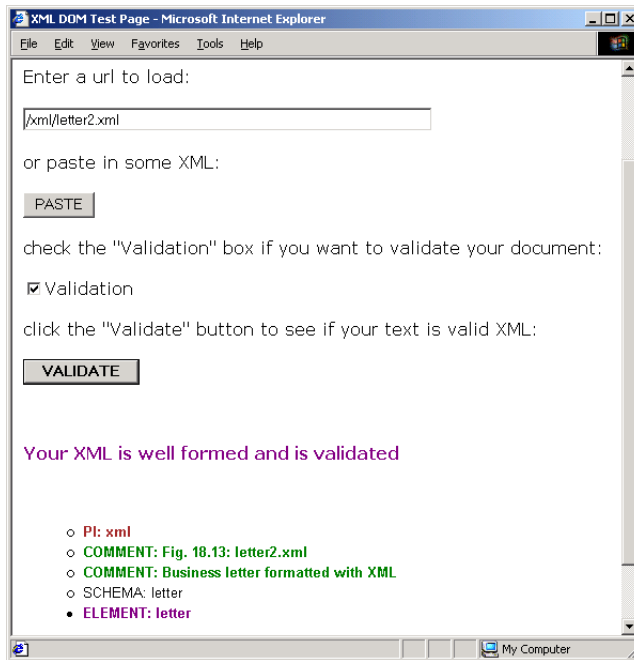 XML DOM Test Page - Microsoft Internet Explorer
File Edit View Favorites Tools Help
Enter a url to load:
/xml/letter2.xml
or paste in some XML:
PASTE
check the "Validation" box if you want to validate your document:
Validation
click the "Validate" button to see if your text is valid XML:
VALIDATE
Your XML is well formed and is validated
PI: xml
COMMENT: Fig. 18.13: letter2.xml
COMMENT: Business letter formatted with XML
SCHEMA: letter
ELEMENT: letter
My Computer